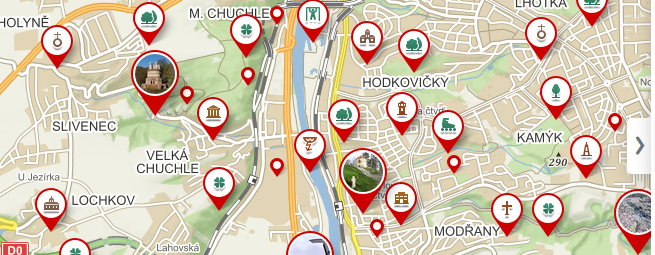 HOLYNĚ
M. CHUCHLE
LHOTKA
HODKOVIČKY
SLIVENEC
KAMÝK
290
VELKÁ
CHUCHLE
U Jezírka
LOCHKOV
MODŘANY
Lahovská
D0